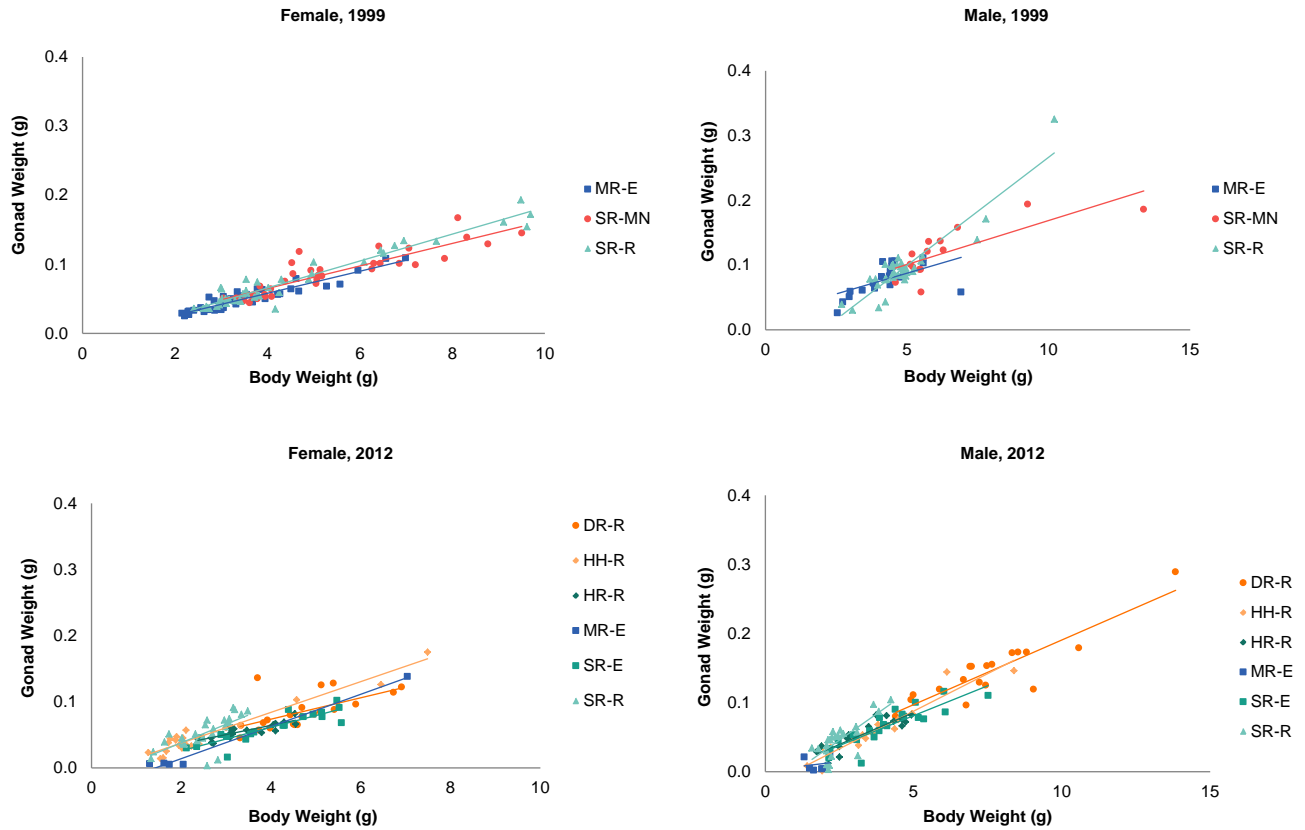 Female, 1999
Gonad Weight (g)
0.4
0.3
0.2
0.1
0.0
0 2 4 6 8 10
Body Weight (g)
MR-E
SR-MN
SR-R
Male, 1999
Gonad Weight (g)
0.4
0.3
0.2
0.1
0.0
0 5 10 15
Body Weight (g)
MR-E
SR-MN
SR-R
Female, 2012
Gonad Weight (g)
0.4
0.3
0.2
0.1
0.0
0 2 4 6 8 10
Body Weight (g)
DR-R
HH-R
HR-R
MR-E
SR-E
SR-R
Male, 2012
Gonad Weight (g)
0.4
0.3
0.2
0.1
0.0
0 5 10 15
Body Weight (g)
DR-R
HH-R
HR-R
MR-E
SR-E
SR-R